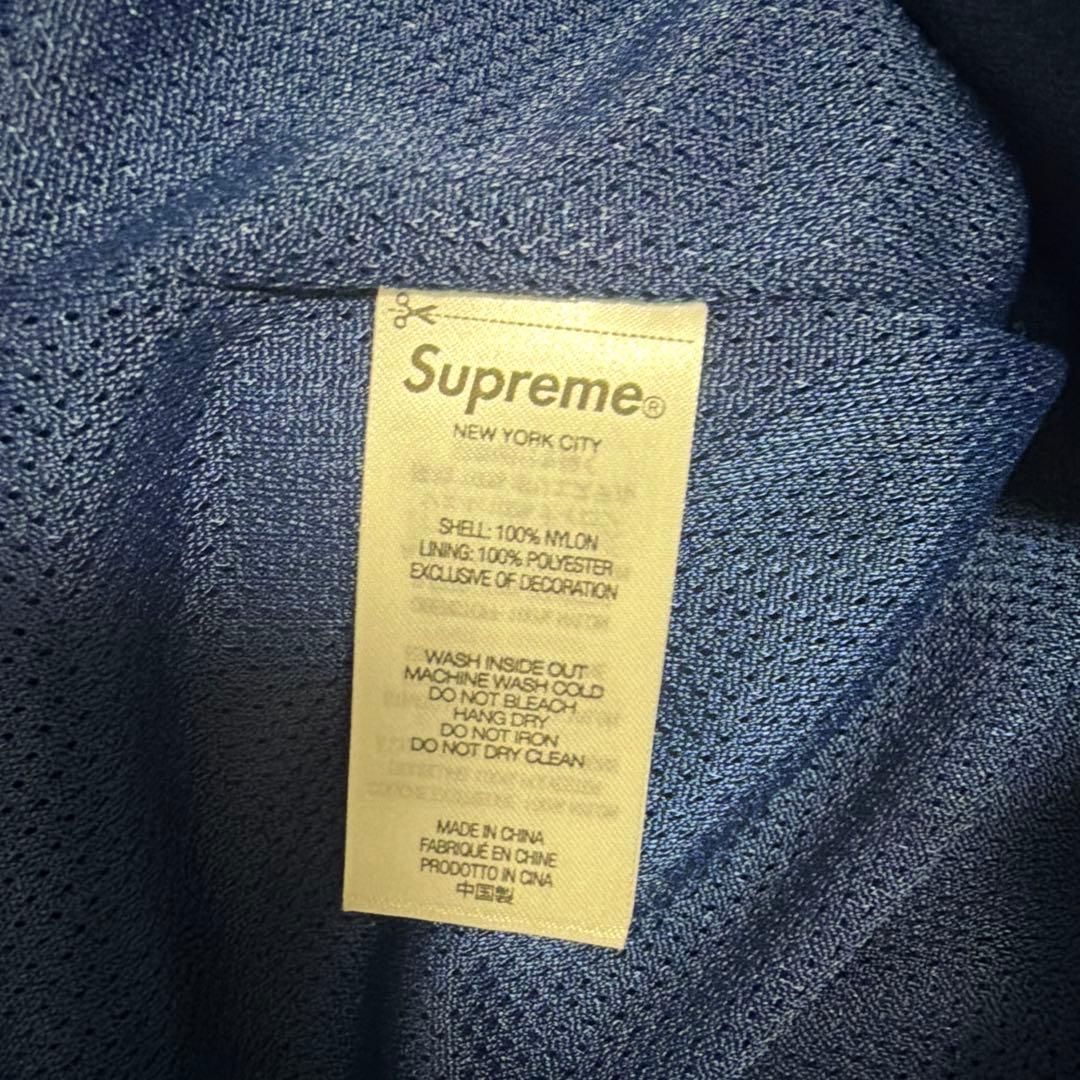 Supreme®
NEW YORK CITY
SHELL: 100% NYLON
LINING: 100% POLYESTER
EXCLUSIVE OF DECORATION
WASH INSIDE OUT
MACHINE WASH COLD
DO NOT BLEACH
HANG DRY
DO NOT IRON
DO NOT DRY CLEAN
MADE IN CHINA
FABRIQUÉ EN CHINE
PRODOTTO IN CINA
中国製